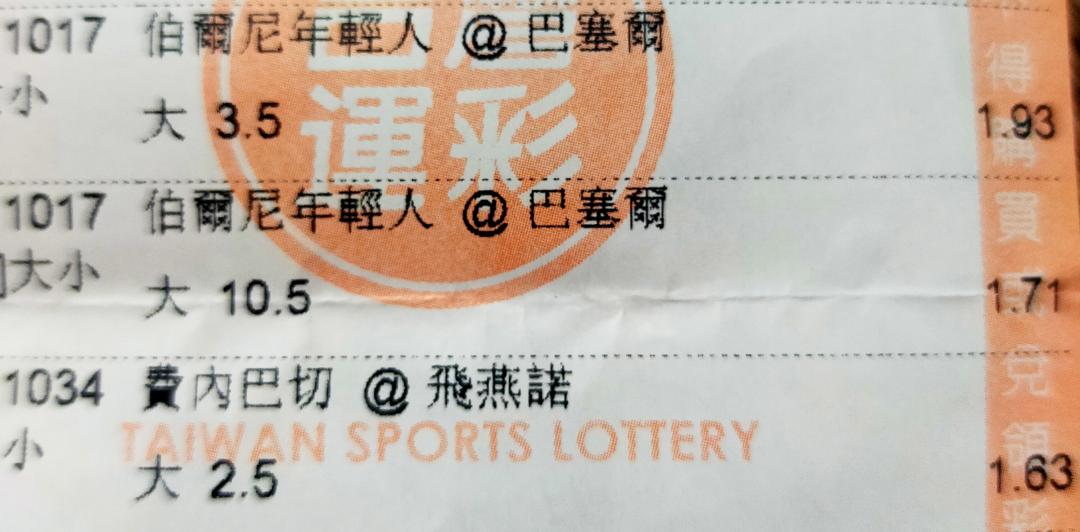 1017 伯爾尼年輕人 @ 巴塞爾
大小
大 3.5 1.93
運彩
1017 伯爾尼年輕人 @ 巴塞爾
大小
大 10.5 1.71
1034 費內巴切 @ 飛燕諾
小
TAIWAN SPORTS LOTTERY
大 2.5 1.63
得購買或兌領彩